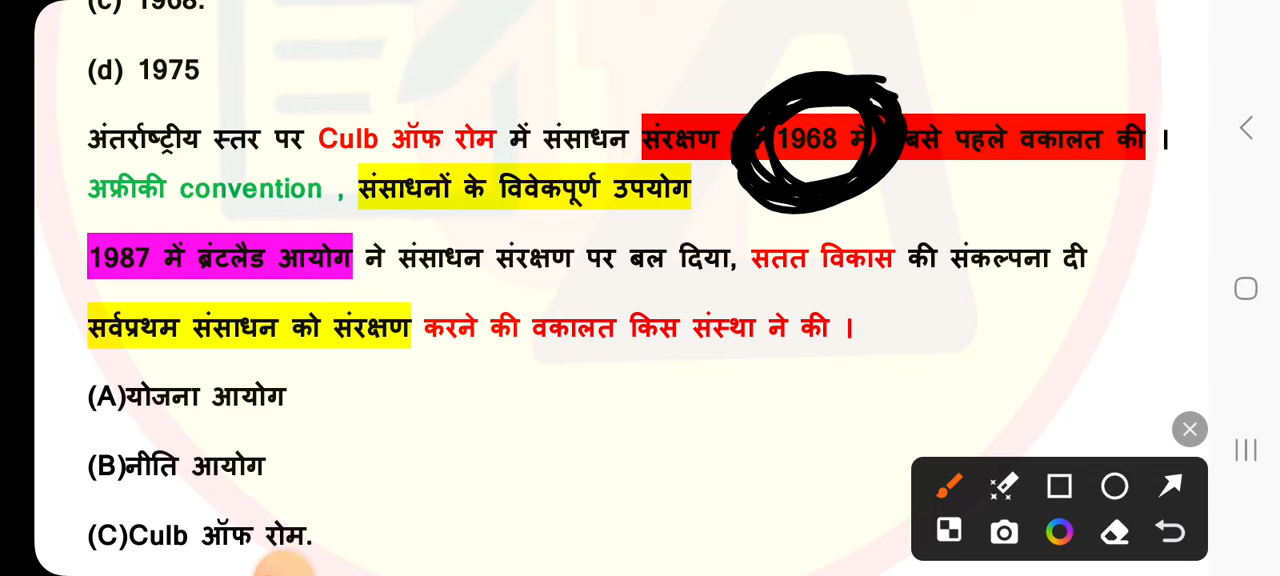 (c) 1968.
(d) 1975
अंतर्राष्ट्रीय स्तर पर Culb ऑफ रोम में संसाधन संरक्षण 1968 में बसे पहले वकालत की ।
अफ्रीकी convention , संसाधनों के विवेकपूर्ण उपयोग
1987 में ब्रंटलैड आयोग ने संसाधन संरक्षण पर बल दिया, सतत विकास की संकल्पना दी
सर्वप्रथम संसाधन को संरक्षण करने की वकालत किस संस्था ने की ।
(A)योजना आयोग
(B)नीति आयोग
(C)Culb ऑफ रोम.